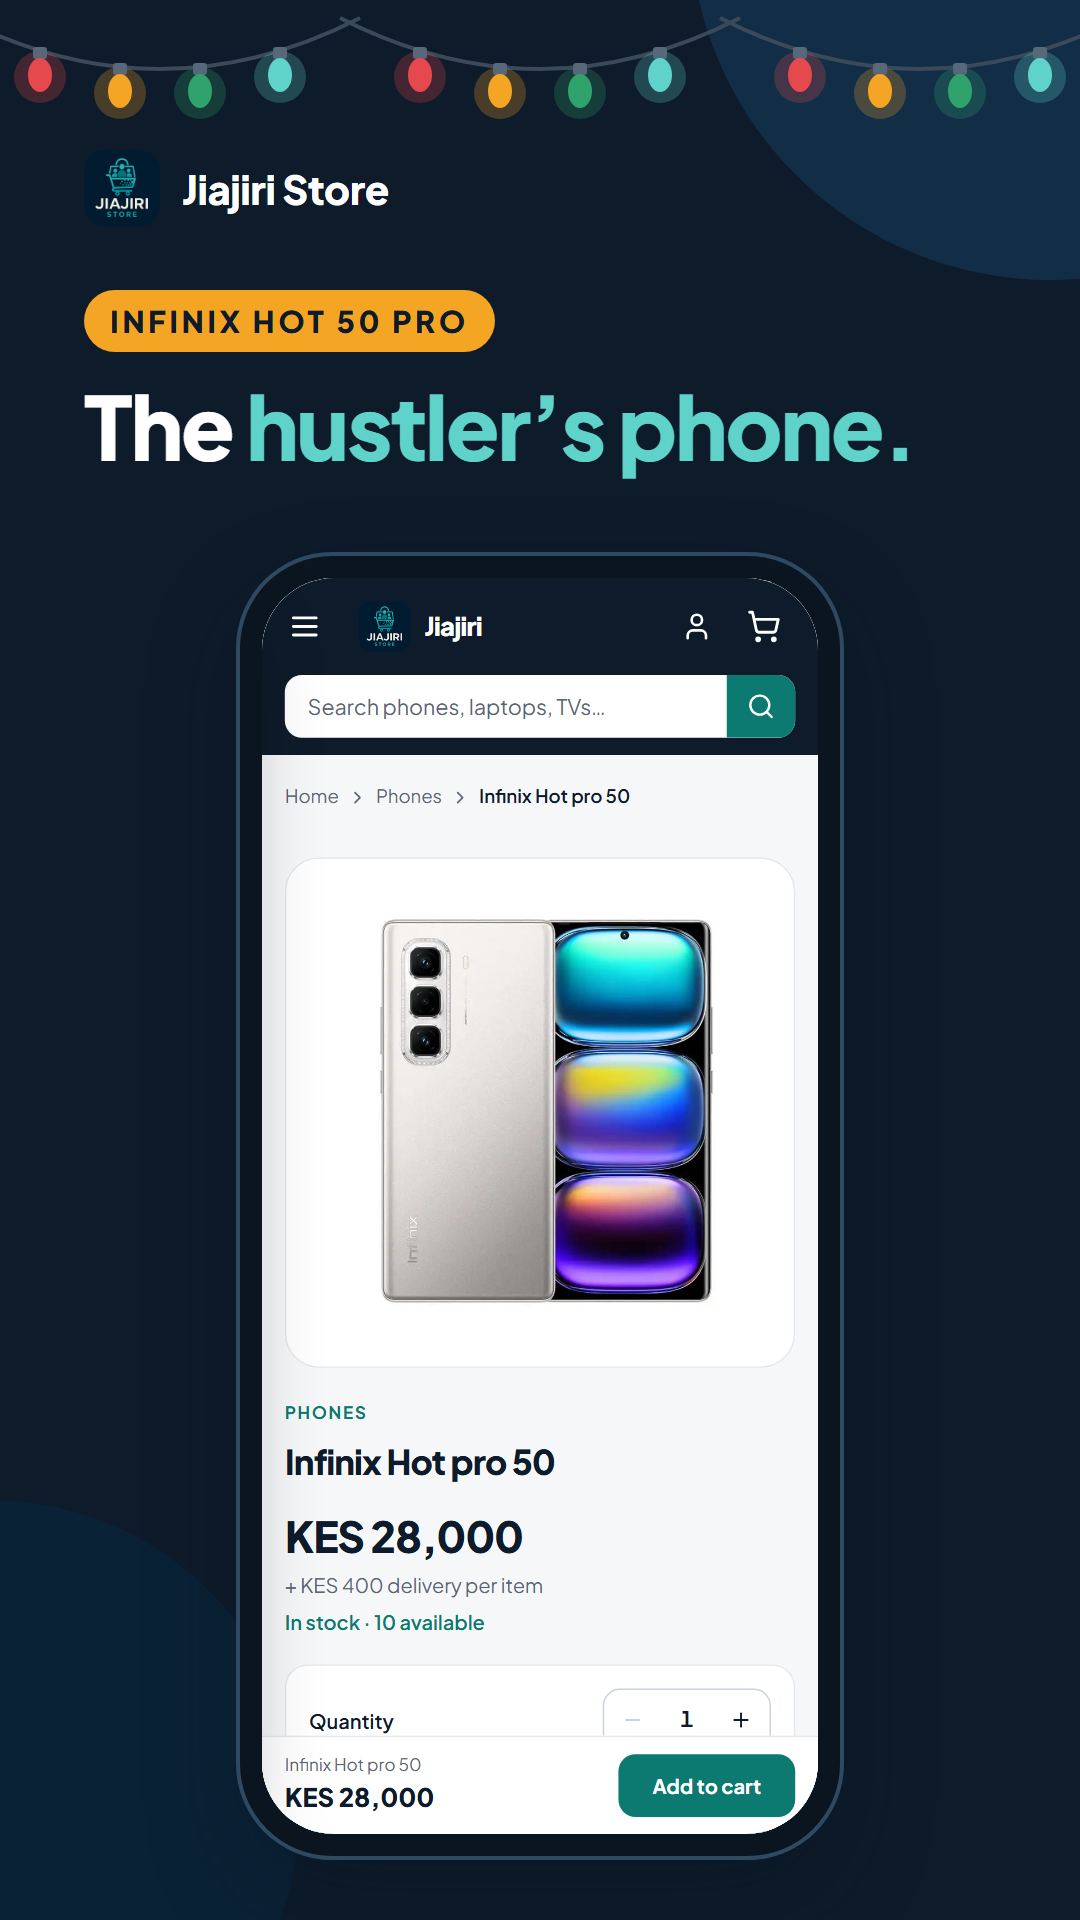 JIAJIRI
STORE
Jiajiri Store
INFINIX HOT 50 PRO
The hustler’s phone.
JIAJIRI
STORE
Jiajiri
Search phones, laptops, TVs...
Home > Phones > Infinix Hot pro 50
Infinix
PHONES
Infinix Hot pro 50
KES 28,000
+ KES 400 delivery per item
In stock · 10 available
Quantity
− 1 +
Infinix Hot pro 50
KES 28,000
Add to cart